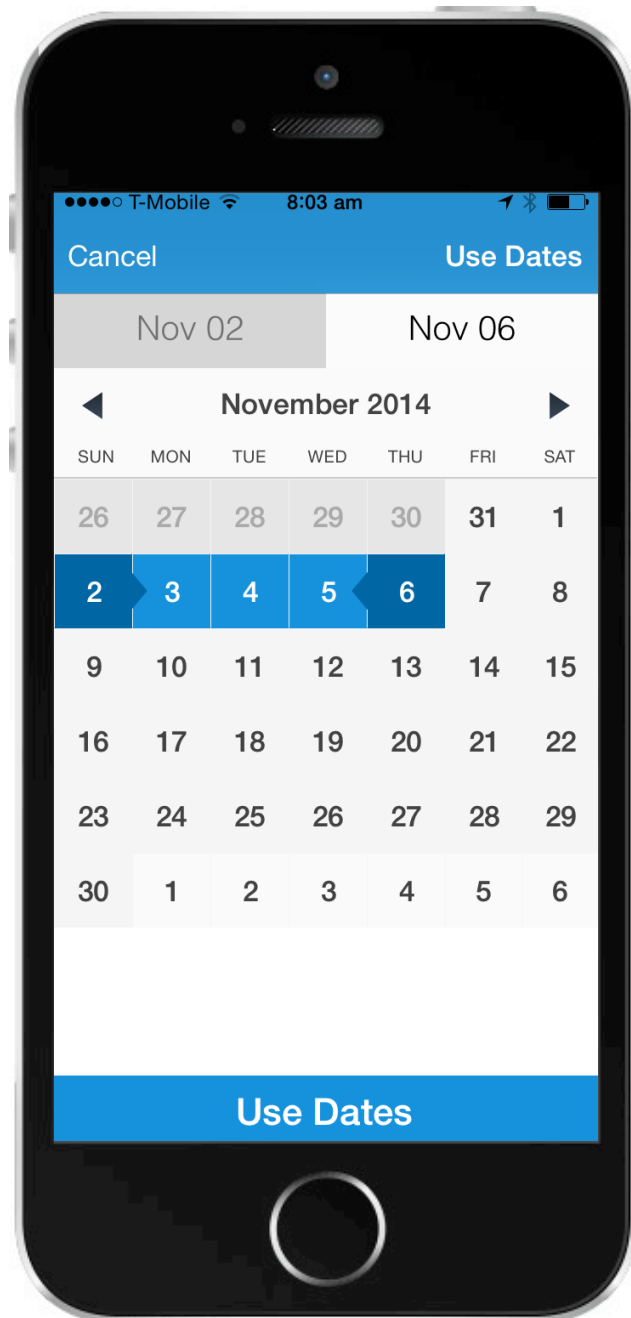 T-Mobile 8:03 am
Cancel Use Dates
Nov 02 Nov 06
November 2014
SUN MON TUE WED THU FRI SAT
26 27 28 29 30 31 1
2 3 4 5 6 7 8
9 10 11 12 13 14 15
16 17 18 19 20 21 22
23 24 25 26 27 28 29
30 1 2 3 4 5 6
Use Dates